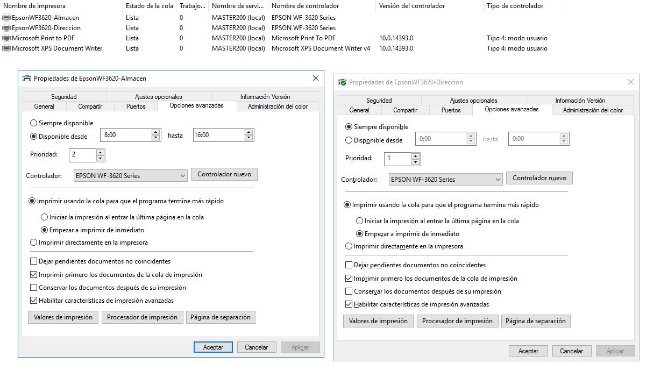 Nombre de impresora Estado de la cola Trabajo... Nombre de servi... Nombre de controlador Versión del controlador Tipo de controlador
EpsonWF3620-Almacen Lista 0 MASTER200 (local) EPSON WF-3620 Series
EpsonWF3620-Direccion Lista 0 MASTER200 (local) EPSON WF-3620 Series
Microsoft Print to PDF Lista 0 MASTER200 (local) Microsoft Print To PDF 10.0.14393.0 Tipo 4: modo usuario
Microsoft XPS Document Writer Lista 0 MASTER200 (local) Microsoft XPS Document Writer v4 10.0.14393.0 Tipo 4: modo usuario
Propiedades de EpsonWF3620-Almacen
Seguridad Ajustes opcionales Información Versión
General Compartir Puertos Opciones avanzadas Administración del color
Siempre disponible
Disponible desde 8:00 hasta 16:00
Prioridad: 2
Controlador: EPSON WF-3620 Series Controlador nuevo
Imprimir usando la cola para que el programa termine más rápido
Iniciar la impresión al entrar la última página en la cola
Empezar a imprimir de inmediato
Imprimir directamente en la impresora
Dejar pendientes documentos no coincidentes
Imprimir primero los documentos de la cola de impresión
Conservar los documentos después de su impresión
Habilitar características de impresión avanzadas
Valores de impresión Procesador de impresión Página de separación
Aceptar Cancelar Aplicar
Propiedades de EpsonWF3620-Direccion
Seguridad Ajustes opcionales Información Versión
General Compartir Puertos Opciones avanzadas Administración del color
Siempre disponible
Disponible desde 0:00 hasta 0:00
Prioridad: 1
Controlador: EPSON WF-3620 Series Controlador nuevo
Imprimir usando la cola para que el programa termine más rápido
Iniciar la impresión al entrar la última página en la cola
Empezar a imprimir de inmediato
Imprimir directamente en la impresora
Dejar pendientes documentos no coincidentes
Imprimir primero los documentos de la cola de impresión
Conservar los documentos después de su impresión
Habilitar características de impresión avanzadas
Valores de impresión Procesador de impresión Página de separación
Aceptar Cancelar Aplicar